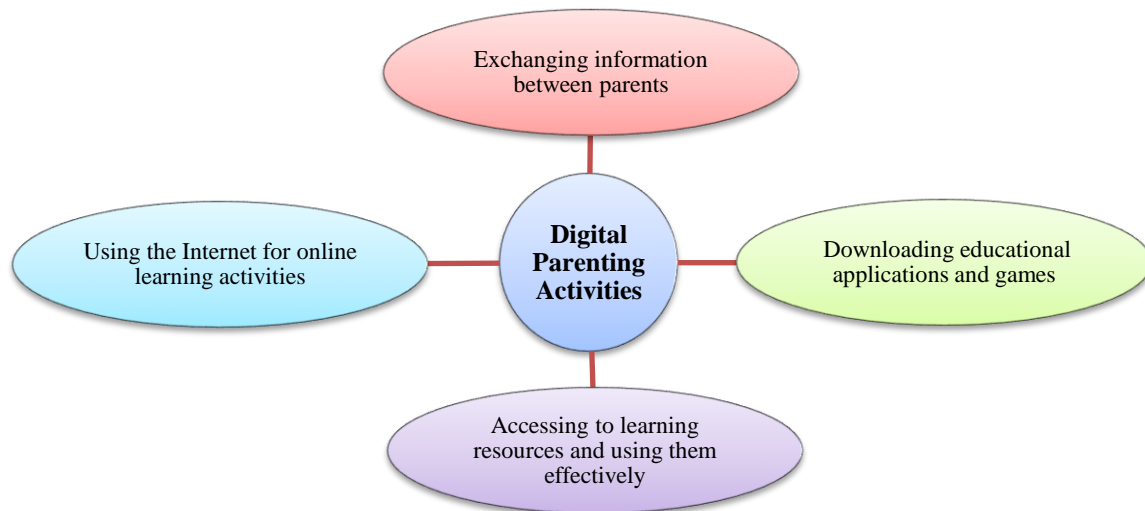 Exchanging information
between parents
Using the Internet for online
learning activities
Digital
Parenting
Activities
Downloading educational
applications and games
Accessing to learning
resources and using them
effectively